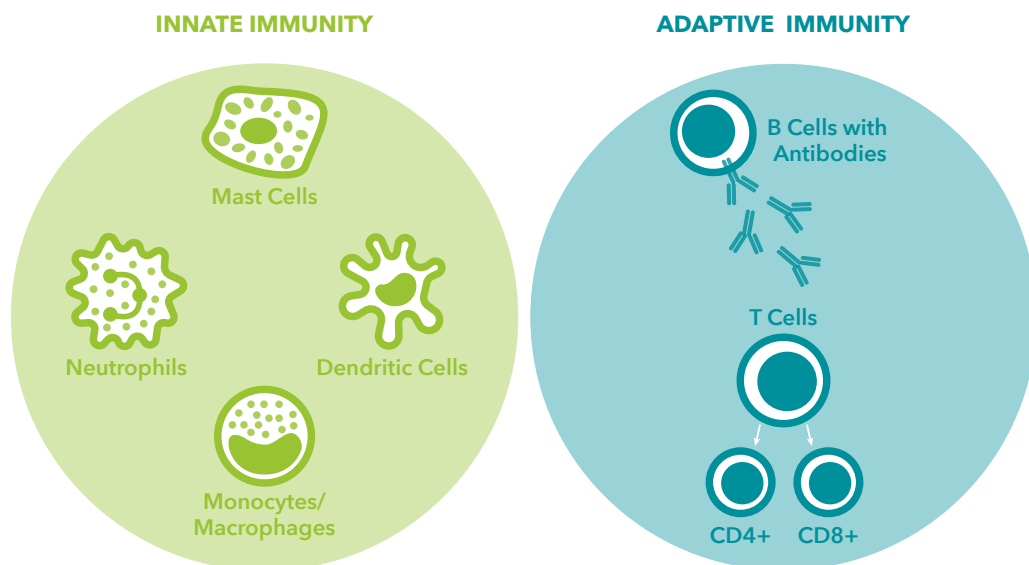 INNATE IMMUNITY
Mast Cells
Neutrophils
Dendritic Cells
Monocytes/
Macrophages
ADAPTIVE IMMUNITY
B Cells with
Antibodies
T Cells
CD4+
CD8+